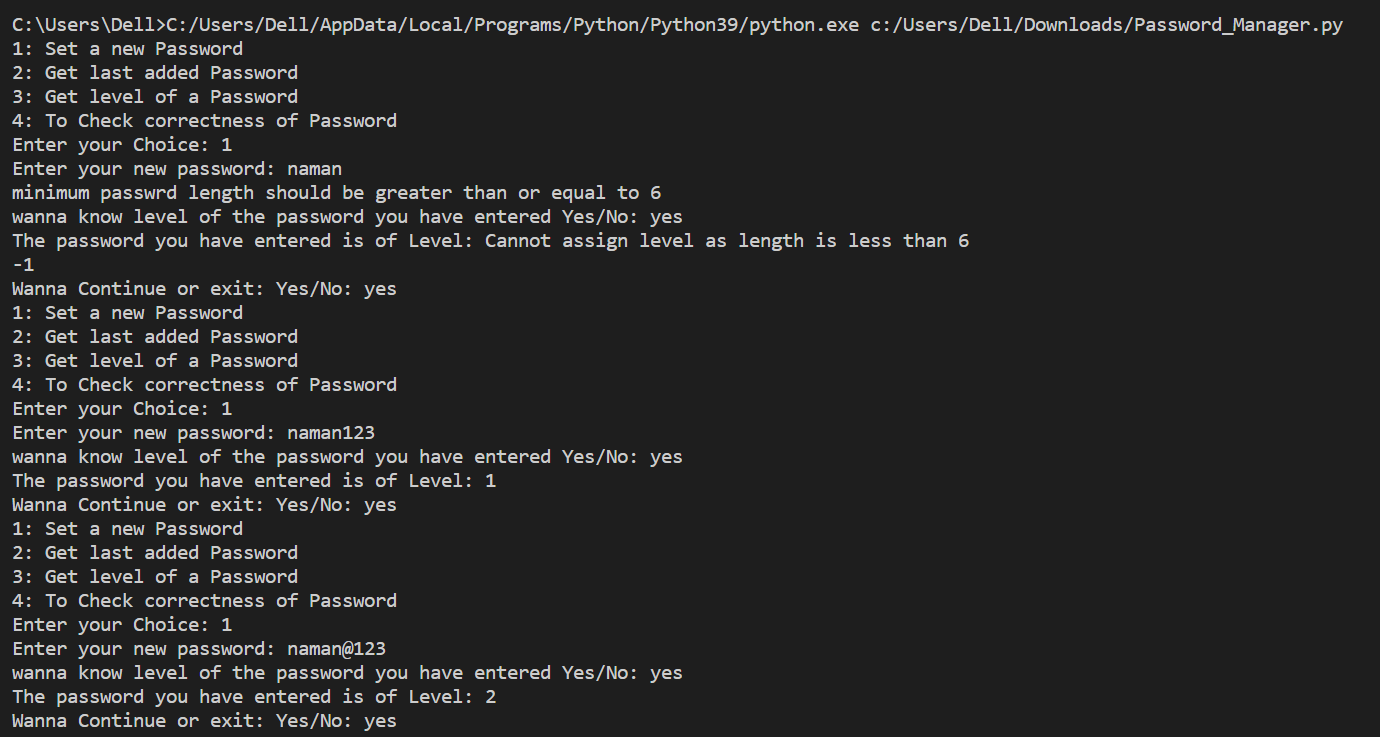 C:\Users\Dell>C:/Users/Dell/AppData/Local/Programs/Python/Python39/python.exe c:/Users/Dell/Downloads/Password_Manager.py
1: Set a new Password
2: Get last added Password
3: Get level of a Password
4: To Check correctness of Password
Enter your Choice: 1
Enter your new password: naman
minimum passwrd length should be greater than or equal to 6
wanna know level of the password you have entered Yes/No: yes
The password you have entered is of Level: Cannot assign level as length is less than 6
-1
Wanna Continue or exit: Yes/No: yes
1: Set a new Password
2: Get last added Password
3: Get level of a Password
4: To Check correctness of Password
Enter your Choice: 1
Enter your new password: naman123
wanna know level of the password you have entered Yes/No: yes
The password you have entered is of Level: 1
Wanna Continue or exit: Yes/No: yes
1: Set a new Password
2: Get last added Password
3: Get level of a Password
4: To Check correctness of Password
Enter your Choice: 1
Enter your new password: naman@123
wanna know level of the password you have entered Yes/No: yes
The password you have entered is of Level: 2
Wanna Continue or exit: Yes/No: yes